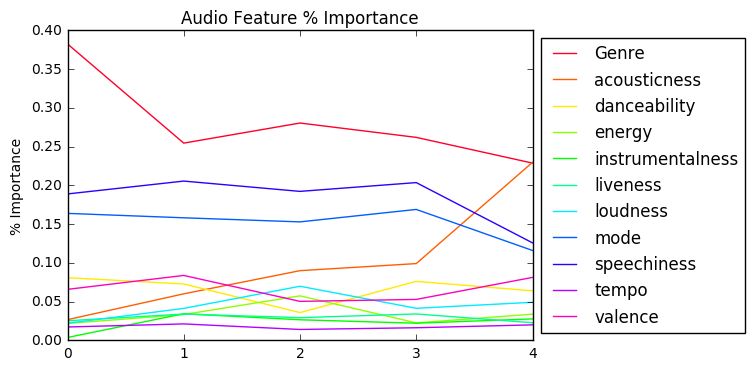 Audio Feature % Importance
% Importance
0.40
0.35
0.30
0.25
0.20
0.15
0.10
0.05
0.00
0
1
2
3
4
Genre
acousticness
danceability
energy
instrumentalness
liveness
loudness
mode
speechiness
tempo
valence